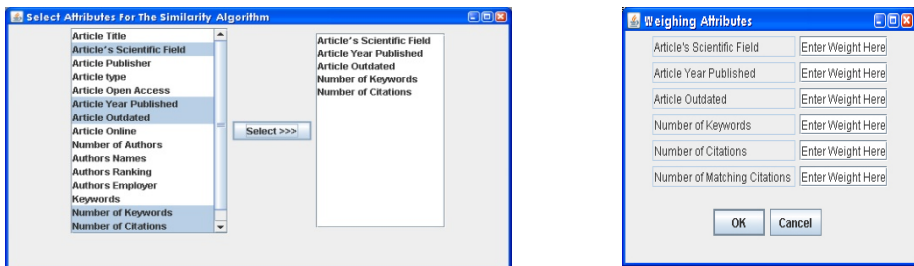 Select Attributes For The Similarity Algorithm
Article Title
Article's Scientific Field
Article Publisher
Article type
Article Open Access
Article Year Published
Article Outdated
Article Online
Number of Authors
Authors Names
Authors Ranking
Authors Employer
Keywords
Number of Keywords
Number of Citations
Select >>>
Article's Scientific Field
Article Year Published
Article Outdated
Number of Keywords
Number of Citations
Weighing Attributes
Article's Scientific Field Enter Weight Here
Article Year Published Enter Weight Here
Article Outdated Enter Weight Here
Number of Keywords Enter Weight Here
Number of Citations Enter Weight Here
Number of Matching Citations Enter Weight Here
OK Cancel